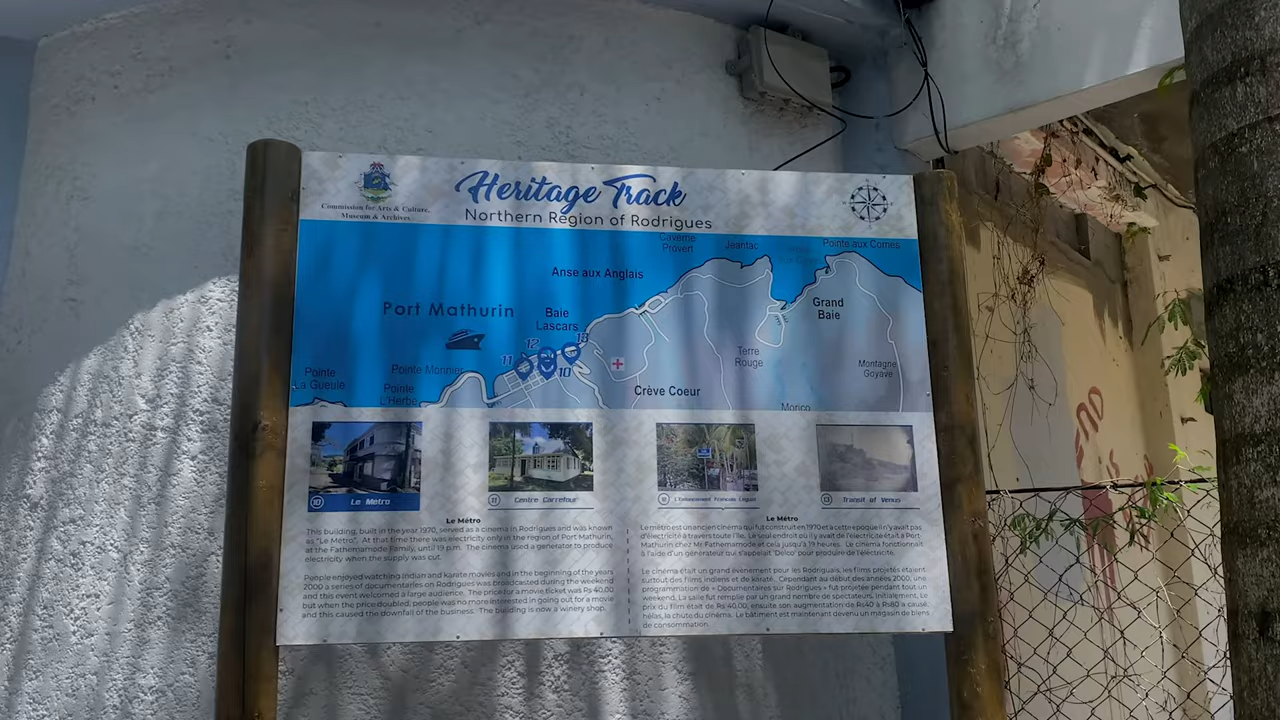 Heritage Track
Commission for Arts & Culture,
Museum & Archives
Northern Region of Rodrigues
Caverne
Provert
Jeantac
Pointe aux Cornes
Anse aux Anglais
Port Mathurin
Baie
Lascars
Grand
Baie
11
12
13
10
Pointe
La Gueule
Pointe Monnier
Pointe
L'Herbe
Terre
Rouge
Montagne
Goyave
Crève Coeur
Morico
10 Le Metro
11 Centre Carrefour
12 L'Embarquement Francois Leguat
13 Transit of Venus
Le Métro
This building, built in the year 1970, served as a cinema in Rodrigues and was known
as "Le Métro". At that time there was electricity only in the region of Port Mathurin,
at the Fathemamode Family, until 19 p.m. The cinema used a generator to produce
electricity when the supply was cut.
People enjoyed watching Indian and karate movies and in the beginning of the years
2000 a series of documentaries on Rodrigues was broadcasted during the weekend
and this event welcomed a large audience. The price for a movie ticket was Rs 40.00
but when the price doubled, people was no more interested in going out for a movie
and this caused the downfall of the business. The building is now a winery shop.
Le Métro
Le métro est un ancien cinéma qui fut construit en 1970 et a cette epoque il n'y avait pas
d'électricité à travers toute l'île. Le seul endroit ou il y avait de l'électricité était à Port
Mathurin chez Mr Fathemamode et cela jusqu'à 19 heures. Le cinéma fonctionnait
à l'aide d'un générateur qui s'appelait 'Delco' pour produire de l'électricité.
Le cinéma était un grand évènement pour les Rodriguais, les films projetés étaient
surtout des films indiens et de karaté. Cependant au début des années 2000, une
programmation de « Documentaires sur Rodrigues » fut projetée pendant tout un
weekend. La salle fut remplie par un grand nombre de spectateurs. Initialement, le
prix du film était de Rs 40.00, ensuite son augmentation de Rs40 à Rs80 a causé,
hélas, la chute du cinéma. Le bâtiment est maintenant devenu un magasin de biens
de consommation.